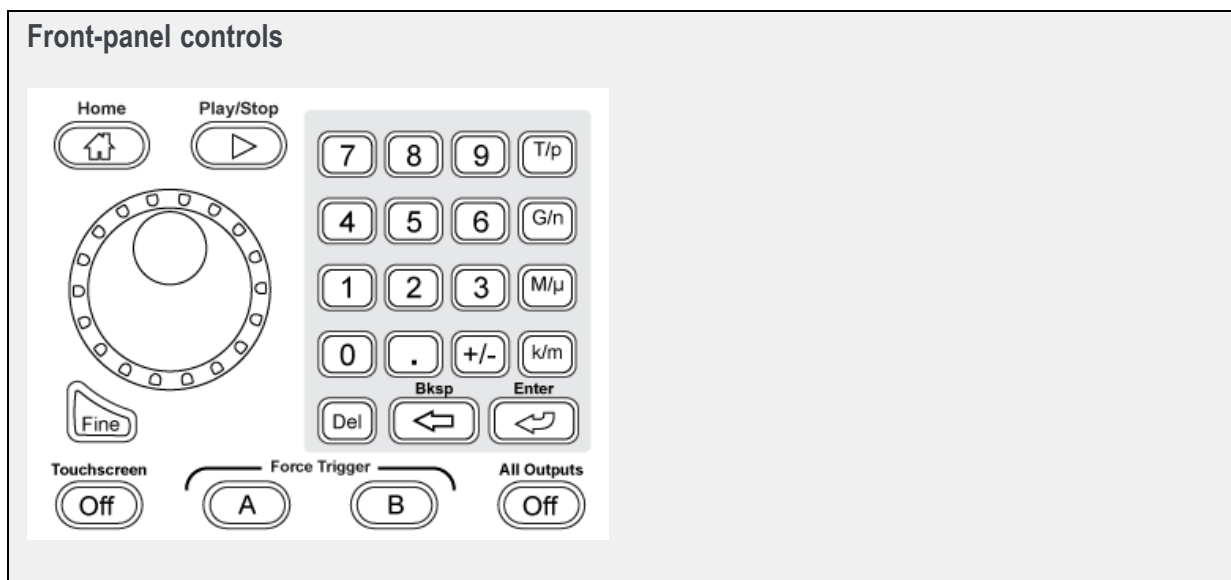 Front-panel controls
Home Play/Stop
7 8 9 T/p
4 5 6 G/n
1 2 3 M/µ
0 . +/- k/m
Bksp Enter
Fine
Del
Touchscreen Force Trigger All Outputs
Off A B Off